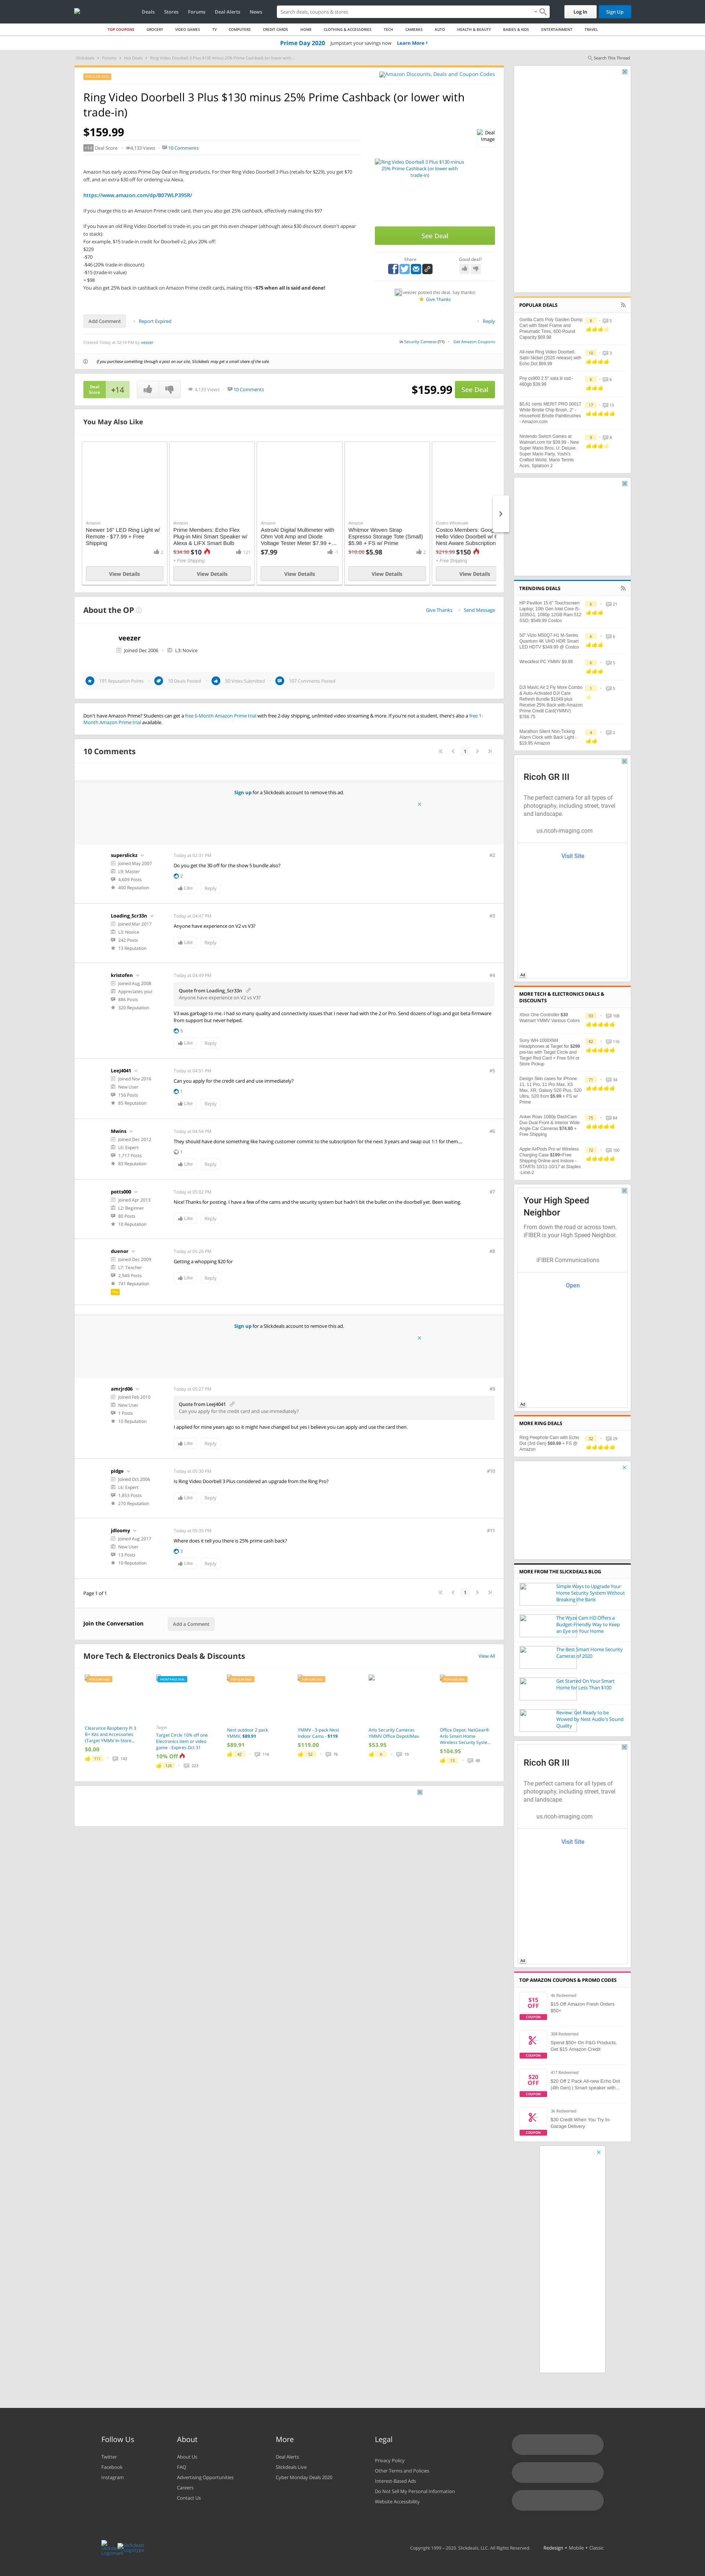 Deals
Stores
Forums
Deal Alerts
News
Search deals, coupons & stores
Log In
Sign Up
TOP COUPONS
GROCERY
VIDEO GAMES
TV
COMPUTERS
CREDIT CARDS
HOME
CLOTHING & ACCESSORIES
TECH
CAMERAS
AUTO
HEALTH & BEAUTY
BABIES & KIDS
ENTERTAINMENT
TRAVEL
Prime Day 2020 Jumpstart your savings now Learn More
Slickdeals > Forums > Hot Deals > Ring Video Doorbell 3 Plus $130 minus 25% Prime Cashback (or lower with...
Search This Thread
Amazon Discounts, Deals and Coupon Codes
Ring Video Doorbell 3 Plus $130 minus 25% Prime Cashback (or lower with
trade-in)
$159.99
+14 Deal Score 4,133 Views 10 Comments
Deal
Image
Amazon has early access Prime Day Deal on Ring products. For their Ring Video Doorbell 3 Plus (retails for $229), you get $70
off, and an extra $30 off for ordering via Alexa.
https://www.amazon.com/dp/B07WLP395R/
If you charge this to an Amazon Prime credit card, then you also get 25% cashback, effectively making this $97
If you have an old Ring Video Doorbell to trade-in, you can get this even cheaper (although alexa $30 discount doesn't appear
to stack):
For example, $15 trade-in credit for Doorbell v2, plus 20% off:
$229
-$70
-$46 (20% trade-in discount)
-$15 (trade-in value)
= $98
You also get 25% back in cashback on Amazon Prime credit cards, making this ~$75 when all is said and done!
Ring Video Doorbell 3 Plus $130 minus
25% Prime Cashback (or lower with
trade-in)
See Deal
Share
Good deal?
veezer posted this deal. Say thanks!
Give Thanks
Add Comment
Report Expired
Reply
Created Today at 02:10 PM by veezer
in Security Cameras (11)
Get Amazon Coupons
If you purchase something through a post on our site, Slickdeals may get a small share of the sale.
Deal
Score
+14
4,133 Views
10 Comments
$159.99
See Deal
You May Also Like
Amazon
Neewer 16" LED Ring Light w/
Remote - $77.99 + Free
Shipping
2
View Details
Amazon
Prime Members: Echo Flex
Plug-in Mini Smart Speaker w/
Alexa & LIFX Smart Bulb
$34.98 $10
121
+ Free Shipping
View Details
Amazon
AstroAI Digital Multimeter with
Ohm Volt Amp and Diode
Voltage Tester Meter $7.99 +...
$7.99
View Details
Amazon
Whitmor Woven Strap
Espresso Storage Tote (Small)
$5.98 + FS w/ Prime
$10.00 $5.98
2
View Details
Costco Wholesale
$219.99 $150
+ Free Shipping
View Details
About the OP
Give Thanks
Send Message
veezer
Joined Dec 2006
L3: Novice
191 Reputation Points
10 Deals Posted
50 Votes Submitted
107 Comments Posted
Don't have Amazon Prime? Students can get a free 6-Month Amazon Prime trial with free 2-day shipping, unlimited video streaming & more. If you're not a student, there's also a free 1-
Month Amazon Prime trial available.
10 Comments
1
Sign up for a Slickdeals account to remove this ad.
superslickz
Joined May 2007
L9: Master
4,609 Posts
400 Reputation
Today at 02:31 PM
#2
Do you get the 30 off for the show 5 bundle also?
2
Like
Reply
Loading_Scr33n
Joined Mar 2017
L3: Novice
242 Posts
13 Reputation
Today at 04:47 PM
#3
Anyone have experience on V2 vs V3?
Like
Reply
kristofen
Joined Aug 2008
Appreciates you!
886 Posts
320 Reputation
Today at 04:49 PM
#4
Quote from Loading_Scr33n
Anyone have experience on V2 vs V3?
V3 was garbage to me. I had so many quality and connectivity issues that I never had with the 2 or Pro. Send dozens of logs and got beta firmware
from support but never helped.
5
Like
Reply
LeeJ4041
Joined Nov 2016
New User
156 Posts
85 Reputation
Today at 04:51 PM
#5
Can you apply for the credit card and use immediately?
1
Like
Reply
Mwins
Joined Dec 2012
L6: Expert
1,717 Posts
93 Reputation
Today at 04:54 PM
#6
They should have done something like having customer commit to the subscription for the next 3 years and swap out 1:1 for them....
1
Like
Reply
potts000
Joined Apr 2013
L2: Beginner
80 Posts
10 Reputation
Today at 05:02 PM
#7
Nice! Thanks for posting. I have a few of the cams and the security system but hadn't bit the bullet on the doorbell yet. Been waiting.
Like
Reply
duenor
Joined Dec 2009
L7: Teacher
2,949 Posts
741 Reputation
Today at 05:26 PM
#8
Getting a whopping $20 for
Like
Reply
Sign up for a Slickdeals account to remove this ad.
amrjrd06
Joined Feb 2010
New User
1 Posts
10 Reputation
Today at 05:27 PM
#9
Quote from LeeJ4041
Can you apply for the credit card and use immediately?
I applied for mine years ago so it might have changed but yes I believe you can apply and use the card then.
Like
Reply
pidge
Joined Oct 2006
L6: Expert
1,853 Posts
270 Reputation
Today at 05:30 PM
#10
Is Ring Video Doorbell 3 Plus considered an upgrade from the Ring Pro?
Like
Reply
jdloomy
Joined Aug 2017
New User
13 Posts
10 Reputation
Today at 05:35 PM
#11
Where does it tell you there is 25% prime cash back?
3
Like
Reply
Page 1 of 1
1
Join the Conversation
Add a Comment
More Tech & Electronics Deals & Discounts
View All
Clearance Raspberry Pi 3
B+ Kits and Accessories
(Target YMMV in-Store...
$0.00
111
143
Target
Target Circle 10% off one
Electronics item or video
game - Expires Oct 31
10% Off
136
223
Nest outdoor 2 pack
YMMV, $89.91
$89.91
42
116
YMMV - 3-pack Nest
Indoor Cams - $119
$119.00
52
76
Arlo Security Cameras
YMMV Office Depot/Max
$53.95
6
19
Office Depot: NetGear®
Arlo Smart Home
Wireless Security Syste...
$104.95
13
48
POPULAR DEALS
Gorilla Carts Poly Garden Dump
Cart with Steel Frame and
Pneumatic Tires, 600-Pound
Capacity $69.99
All-new Ring Video Doorbell,
Satin Nickel (2020 release) with
Echo Dot $69.99
Pny cs900 2.5" sata iii ssd -
480gb $39.99
$0.91 cents MERIT PRO 00017
White Bristle Chip Brush, 2" -
Household Bristle Paintbrushes
- Amazon.com
Nintendo Switch Games at
Walmart.com for $39.99 - New
Super Mario Bros. U: Deluxe,
Super Mario Party, Yoshi's
Crafted World, Mario Tennis
Aces, Splatoon 2
TRENDING DEALS
HP Pavilion 15.6" Touchscreen
Laptop; 10th Gen Intel Core i5-
1035G1; 1080p 12GB Ram 512
SSD: $549.99 Costco
50" Vizio M50Q7-H1 M-Series
Quantum 4K UHD HDR Smart
LED HDTV $349.99 @ Costco
Wreckfest PC YMMV $9.89
DJI Mavic Air 2 Fly More Combo
& Auto-Activated DJI Care
Refresh Bundle $1049 plus
Receive 20% Back with Amazon
Prime Credit Card(YMMV)
$798.75
Marathon Silent Non-Ticking
Alarm Clock with Back Light -
$19.85 Amazon
Ricoh GR III
The perfect camera for all types of
photography, including street, travel
and landscape.
us.ricoh-imaging.com
Visit Site
Ad
MORE TECH & ELECTRONICS DEALS &
DISCOUNTS
Xbox One Controller $30
Walmart YMMV Various Colors
Sony WH-1000XM4
Headphones at Target for $299
pre-tax with Target Circle and
Target Red Card + Free S/H or
Store Pickup
Design Skin cases for iPhone
11, 11 Pro, 11 Pro Max, XS
Max, XR, Galaxy S20 Plus, S20
Ultra, S20 from $5.99 + FS w/
Prime
Anker Roav 1080p DashCam
Duo Dual Front & Interior Wide
Angle Car Cameras $74.80 +
Free Shipping
Apple AirPods Pro w/ Wireless
Charging Case $199+Free
Shipping Online and Instore -
STARTS 10/11-10/17 at Staples
-Limit-2
Your High Speed
Neighbor
From down the road or across town,
iFIBER is your High Speed Neighbor
iFIBER Communications
Open
Ad
MORE RING DEALS
Ring Peephole Cam with Echo
Dot (3rd Gen) $69.99 + FS @
Amazon
32
29
MORE FROM THE SLICKDEALS BLOG
Simple Ways to Upgrade Your
Home Security System Without
Breaking the Bank
The Wyze Cam HD Offers a
Budget-Friendly Way to Keep
an Eye on Your Home
The Best Smart Home Security
Cameras of 2020
Get Started On Your Smart
Home for Less Than $100
Review: Get Ready to be
Wowed by Nest Audio's Sound
Quality
Ricoh GR III
The perfect camera for all types of
photography, including street, travel
and landscape.
us.ricoh-imaging.com
Visit Site
Ad
TOP AMAZON COUPONS & PROMO CODES
$15
OFF
COUPON
4k Redeemed
$15 Off Amazon Fresh Orders
$50+
COUPON
308 Redeemed
Spend $50+ On P&G Products,
Get $15 Amazon Credit
$20
OFF
COUPON
417 Redeemed
$20 Off 2 Pack All-new Echo Dot
(4th Gen) | Smart speaker with...
COUPON
3k Redeemed
$30 Credit When You Try In-
Garage Delivery
Follow Us
Twitter
Facebook
Instagram
About
About Us
FAQ
Advertising Opportunities
Careers
Contact Us
More
Deal Alerts
Slickdeals Live
Cyber Monday Deals 2020
Legal
Privacy Policy
Other Terms and Policies
Interest-Based Ads
Do Not Sell My Personal Information
Website Accessibility
Copyright 1999 - 2020. Slickdeals, LLC. All Rights Reserved.
Redesign • Mobile • Classic